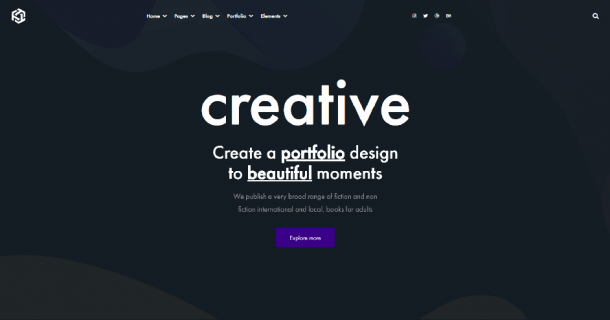 Home Pages Blog Portfolio Elements
creative
Create a portfolio design
to beautiful moments
We publish a very broad range of fiction and non
fiction international and local, books for adults
Explore more